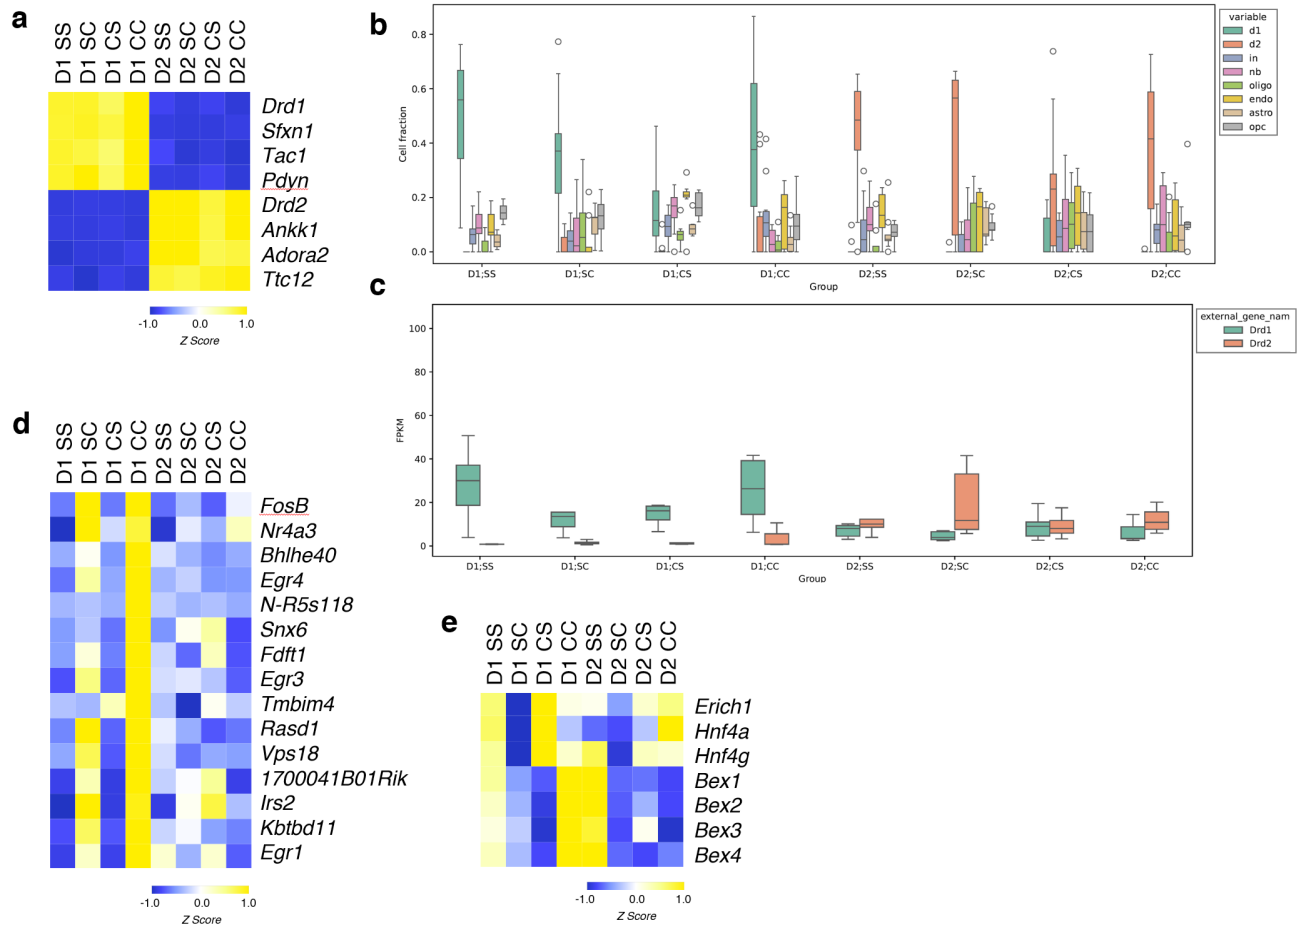 a
D1 SS
D1 SC
D1 CS
D1 CC
D2 SS
D2 SC
D2 CS
D2 CC
Drd1
Sfxn1
Tac1
Pdyn
Drd2
Ankk1
Adora2
Ttc12
-1.0 0.0 1.0
Z Score
b
0.8
0.6
0.4
0.2
0.0
Cell fraction
D1;SS D1;SC D1;CS D1;CC D2;SS D2;SC D2;CS D2;CC
Group
variable
d1
d2
in
nb
oligo
endo
astro
opc
c
100
80
60
40
20
0
FPKM
D1;SS D1;SC D1;CS D1;CC D2;SS D2;SC D2;CS D2;CC
Group
external_gene_nam
Drd1
Drd2
d
D1 SS
D1 SC
D1 CS
D1 CC
D2 SS
D2 SC
D2 CS
D2 CC
FosB
Nr4a3
Bhlhe40
Egr4
N-R5s118
Snx6
Fdft1
Egr3
Tmbim4
Rasd1
Vps18
1700041B01Rik
Irs2
Kbtbd11
Egr1
-1.0 0.0 1.0
Z Score
e
D1 SS
D1 SC
D1 CS
D1 CC
D2 SS
D2 SC
D2 CS
D2 CC
Erich1
Hnf4a
Hnf4g
Bex1
Bex2
Bex3
Bex4
-1.0 0.0 1.0
Z Score